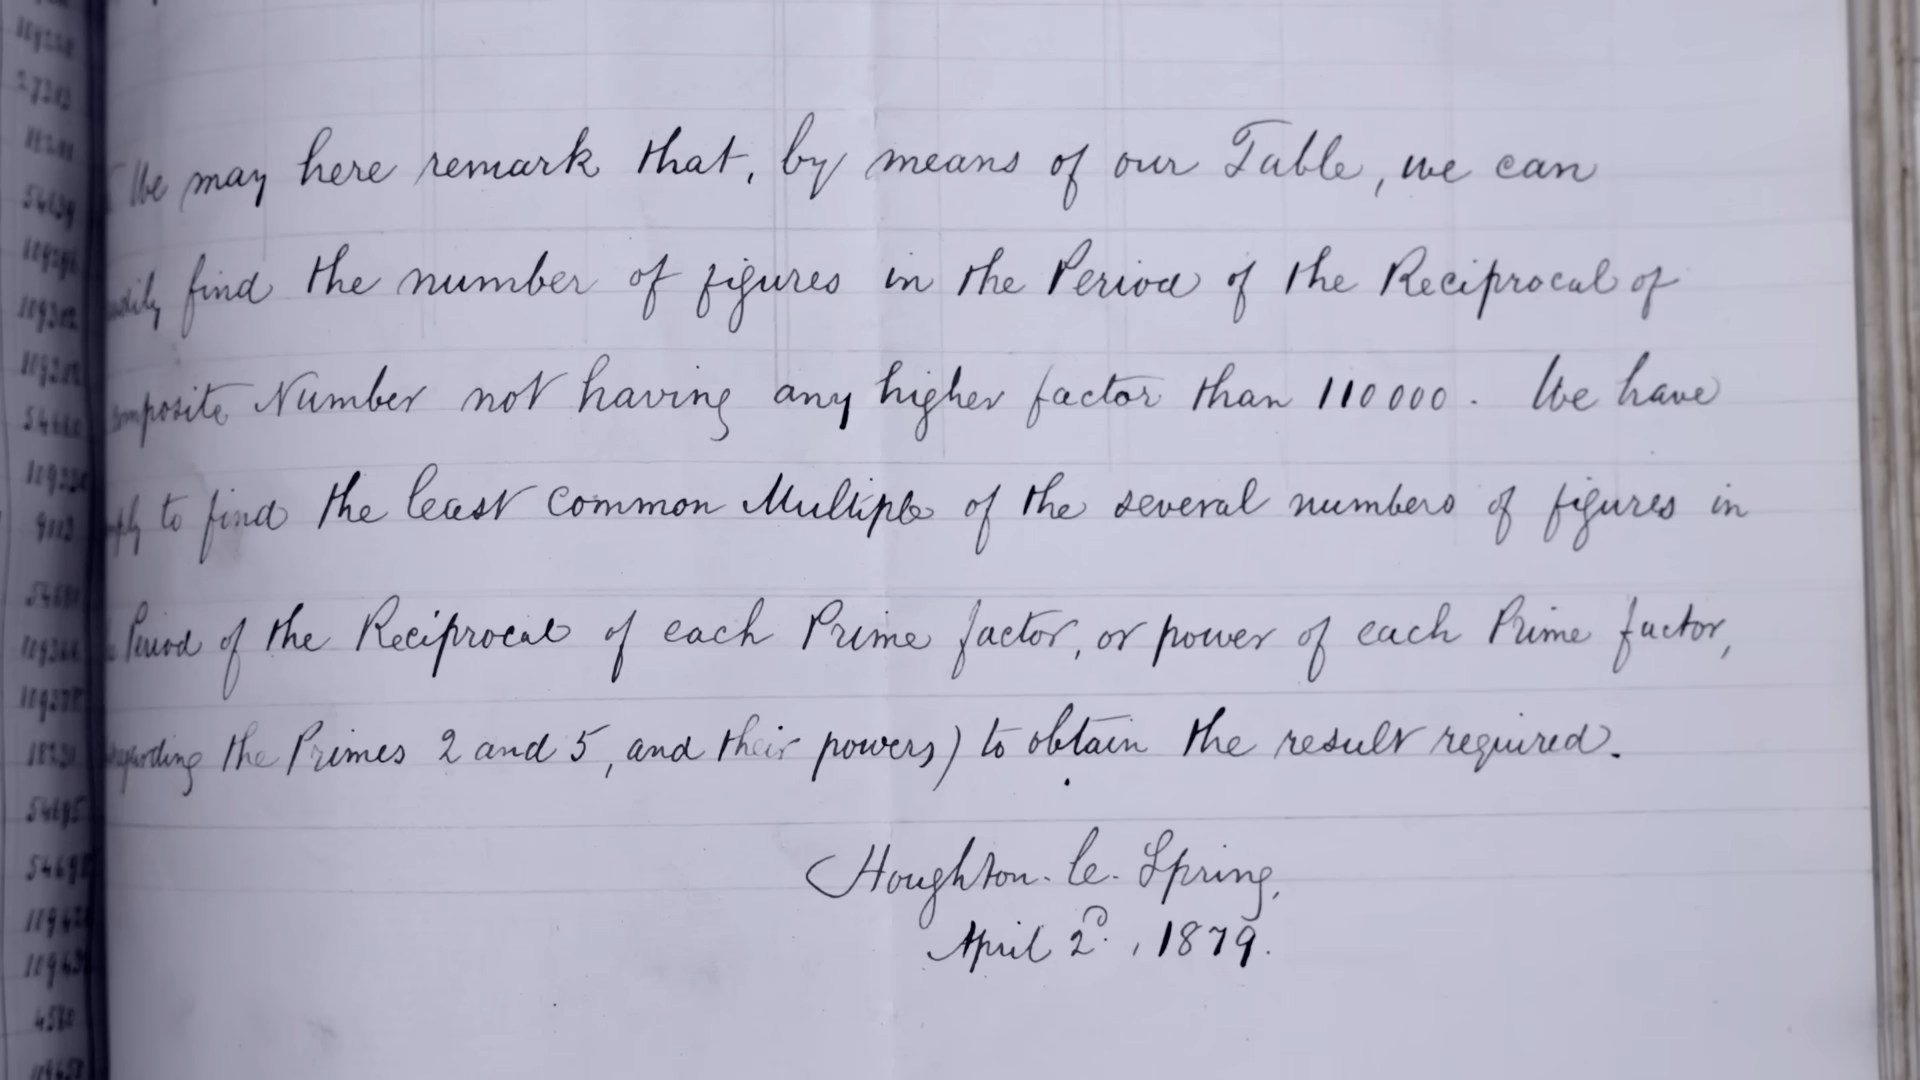 We may here remark that, by means of our Table, we can
find the number of figures in the Period of the Reciprocal of
composite Number not having any higher factor than 110000. We have
to find the least common Multiple of the several numbers of figures in
Period of the Reciprocal of each Prime factor, or power of each Prime factor,
the Primes 2 and 5, and their powers) to obtain the result required.
Houghton-le-Spring,
April 2d., 1879.